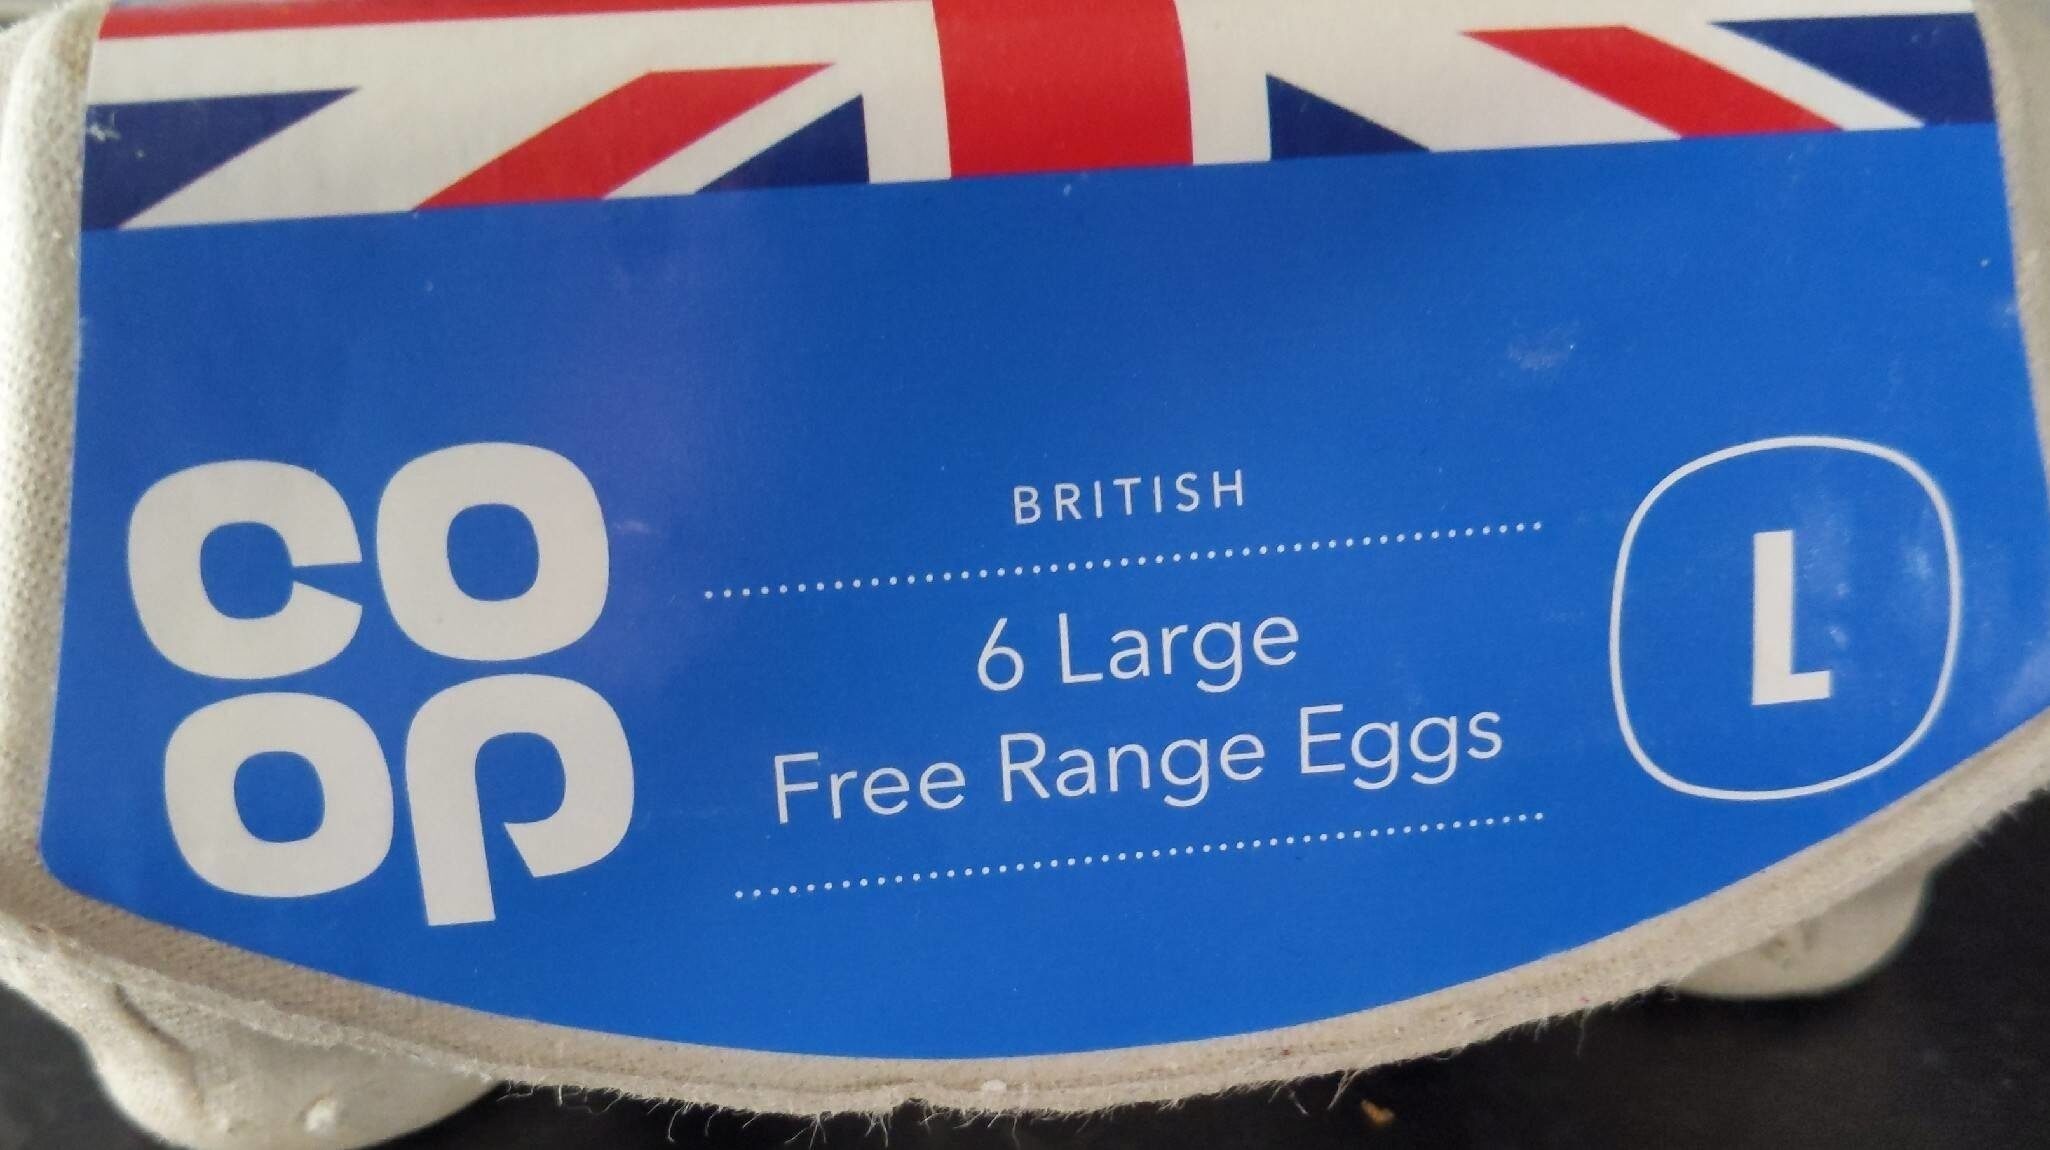 co
op
BRITISH
6 Large
Free Range Eggs
L